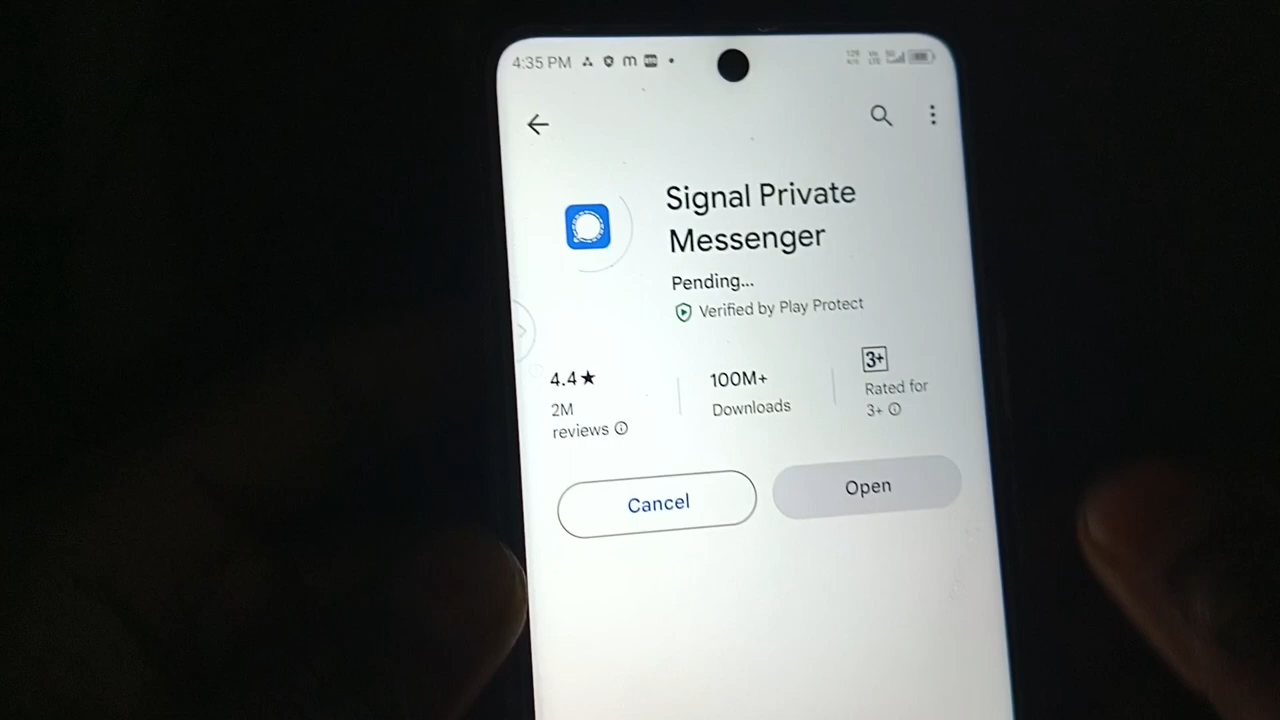 4:35 PM m
Signal Private
Messenger
Pending...
Verified by Play Protect
4.4★ 100M+ 3+
2M Downloads Rated for
reviews 3+
Cancel Open